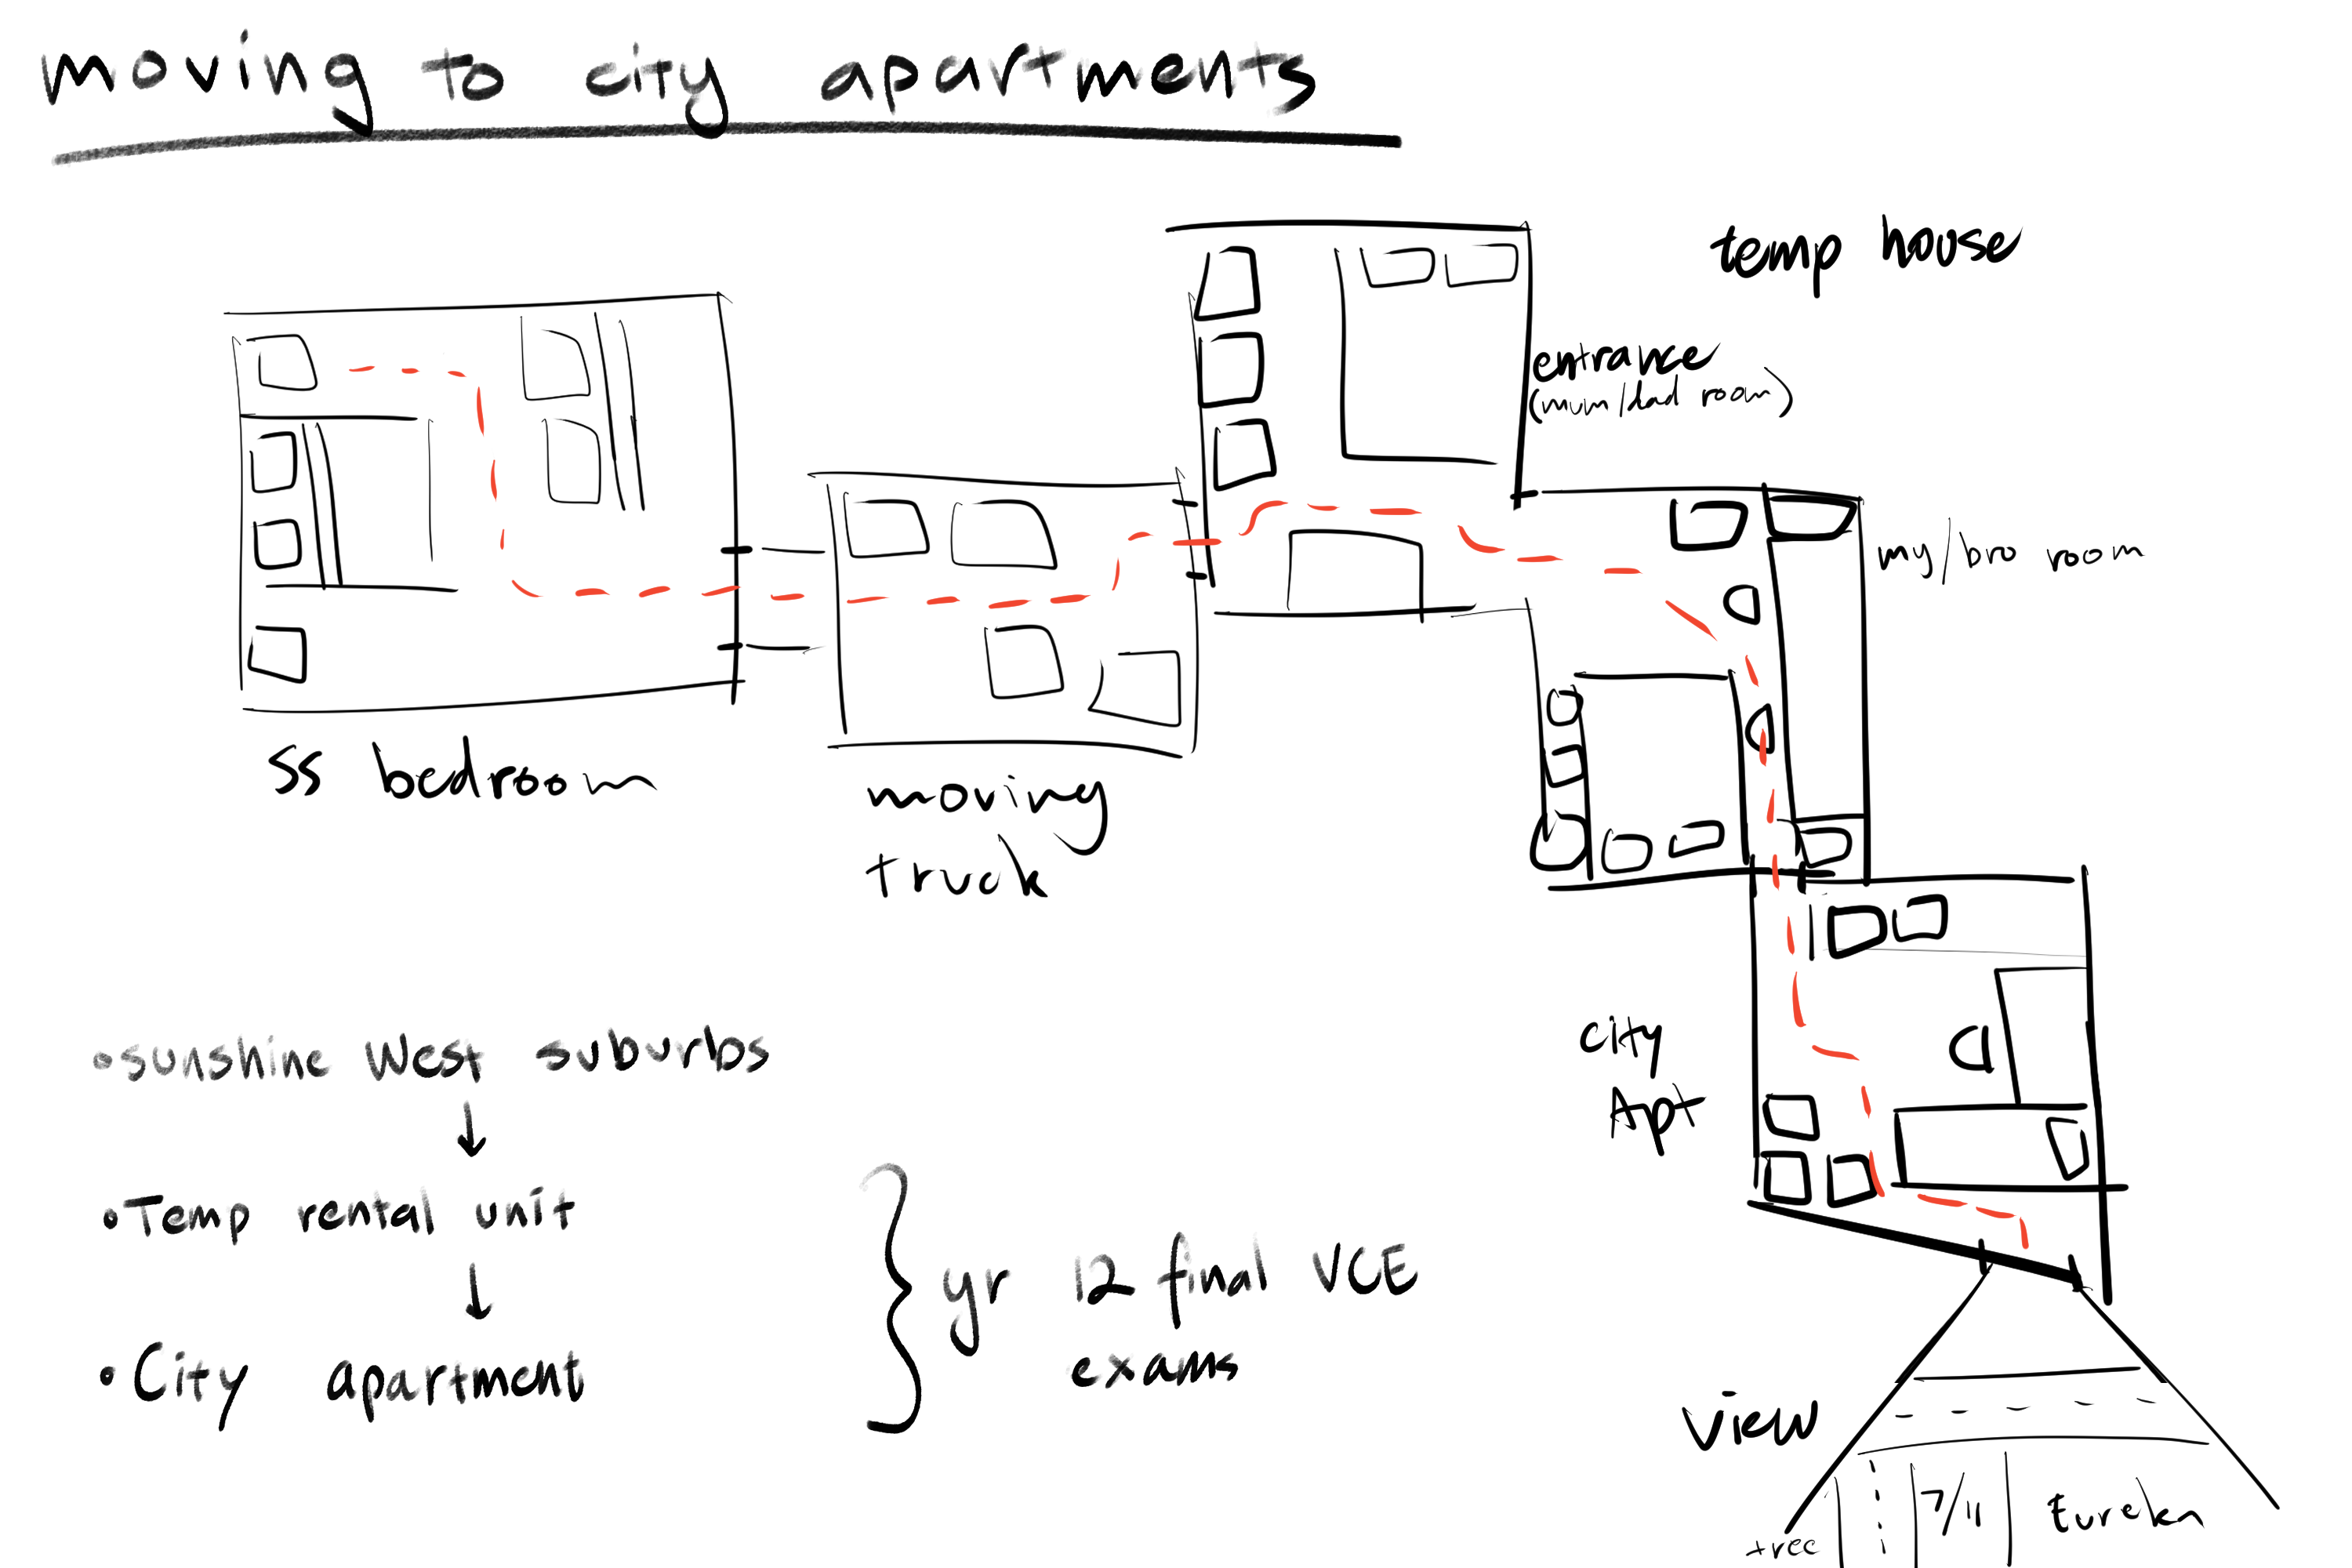 moving to city apartments
temp house
entrance
(mum/dad room)
my/bro room
ss bedroom
moving
truck
city
Apt
•sunshine West suburbs
↓
•Temp rental unit
↓
•City apartment
yr 12 final VCE
exams
view
tree
7/11
Eureka